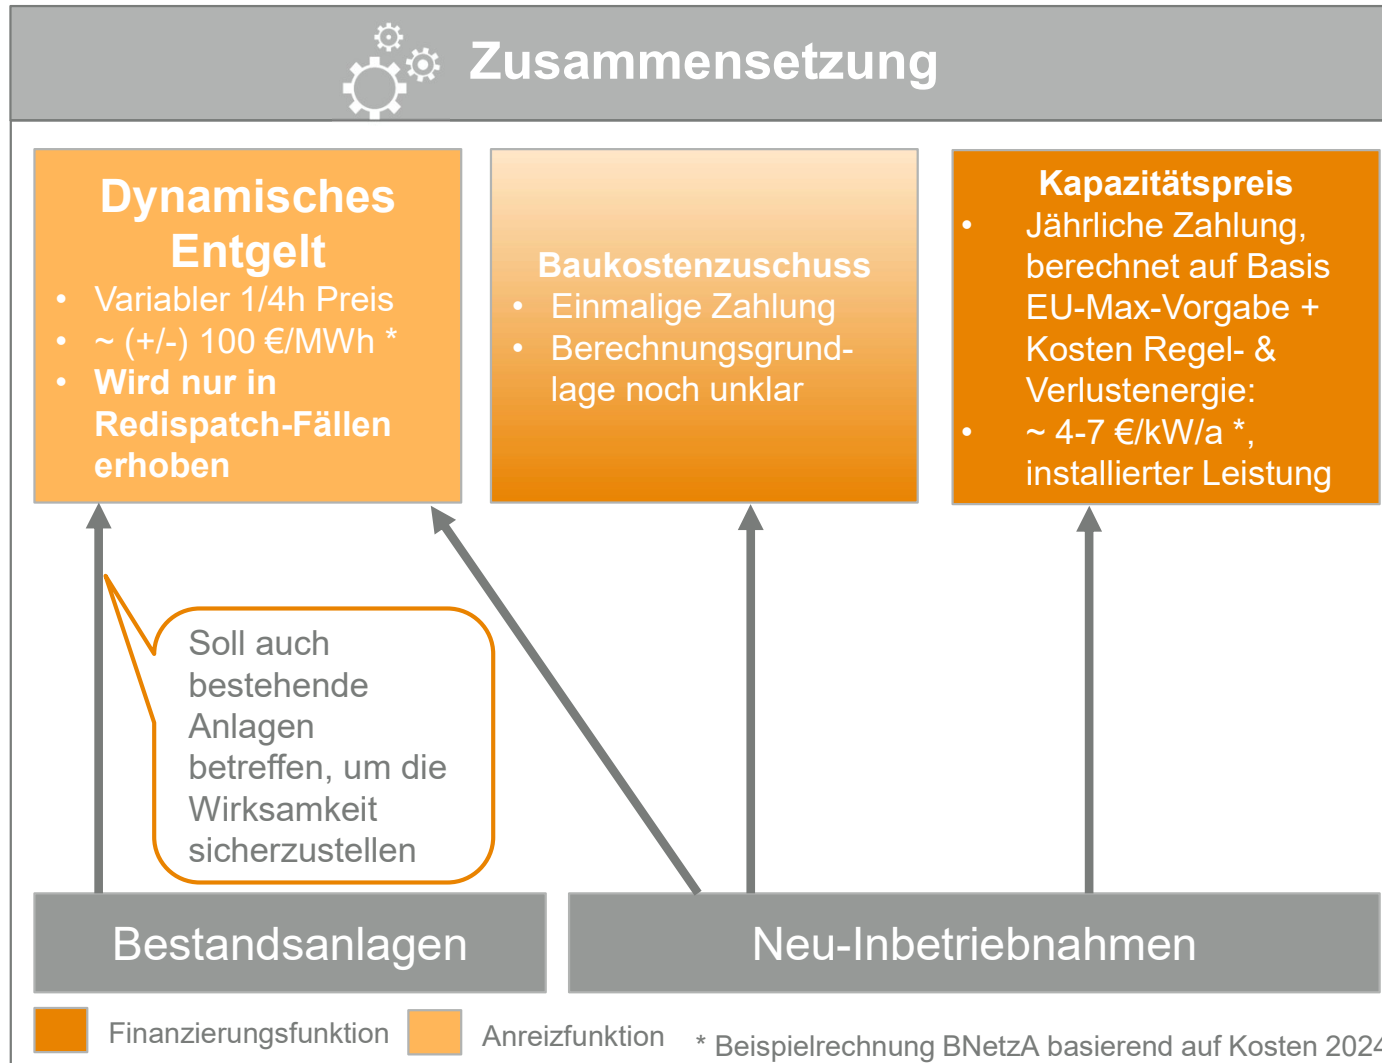 Zusammensetzung
Dynamisches
Entgelt
• Variabler 1/4h Preis
• ~ (+/-) 100 €/MWh *
• Wird nur in
Redispatch-Fällen
erhoben
Baukostenzuschuss
• Einmalige Zahlung
• Berechnungsgrund-
lage noch unklar
Kapazitätspreis
• Jährliche Zahlung,
berechnet auf Basis
EU-Max-Vorgabe +
Kosten Regel- &
Verlustenergie:
• ~ 4-7 €/kW/a *,
installierter Leistung
Soll auch
bestehende
Anlagen
betreffen, um die
Wirksamkeit
sicherzustellen
Bestandsanlagen
Neu-Inbetriebnahmen
Finanzierungsfunktion
Anreizfunktion
* Beispielrechnung BNetzA basierend auf Kosten 2024